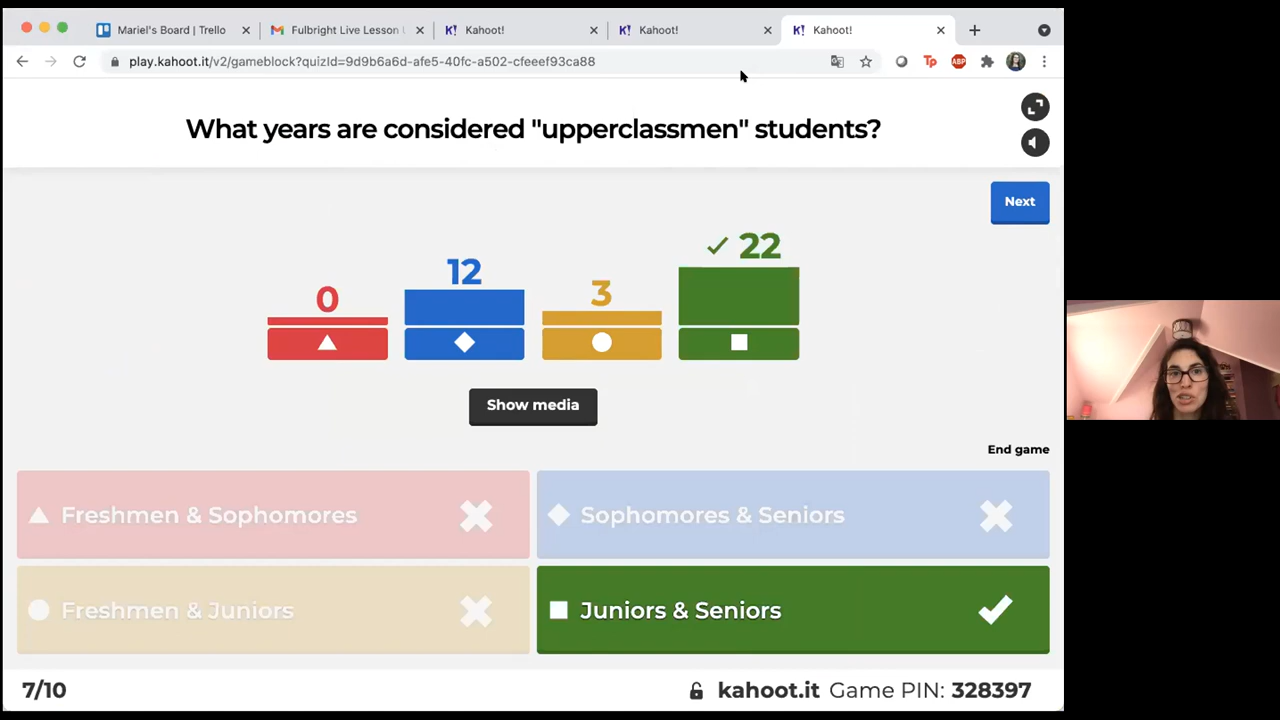 Mariel's Board | Trello
Fulbright Live Lesson
K! Kahoot!
K! Kahoot!
K! Kahoot!
play.kahoot.it/v2/gameblock?quizId=9d9b6a6d-afe5-40fc-a502-cfeeef93ca88
Tp
ABP
What years are considered "upperclassmen" students?
Next
0
12
3
22
Show media
End game
Freshmen & Sophomores
Sophomores & Seniors
Freshmen & Juniors
Juniors & Seniors
7/10
kahoot.it Game PIN: 328397